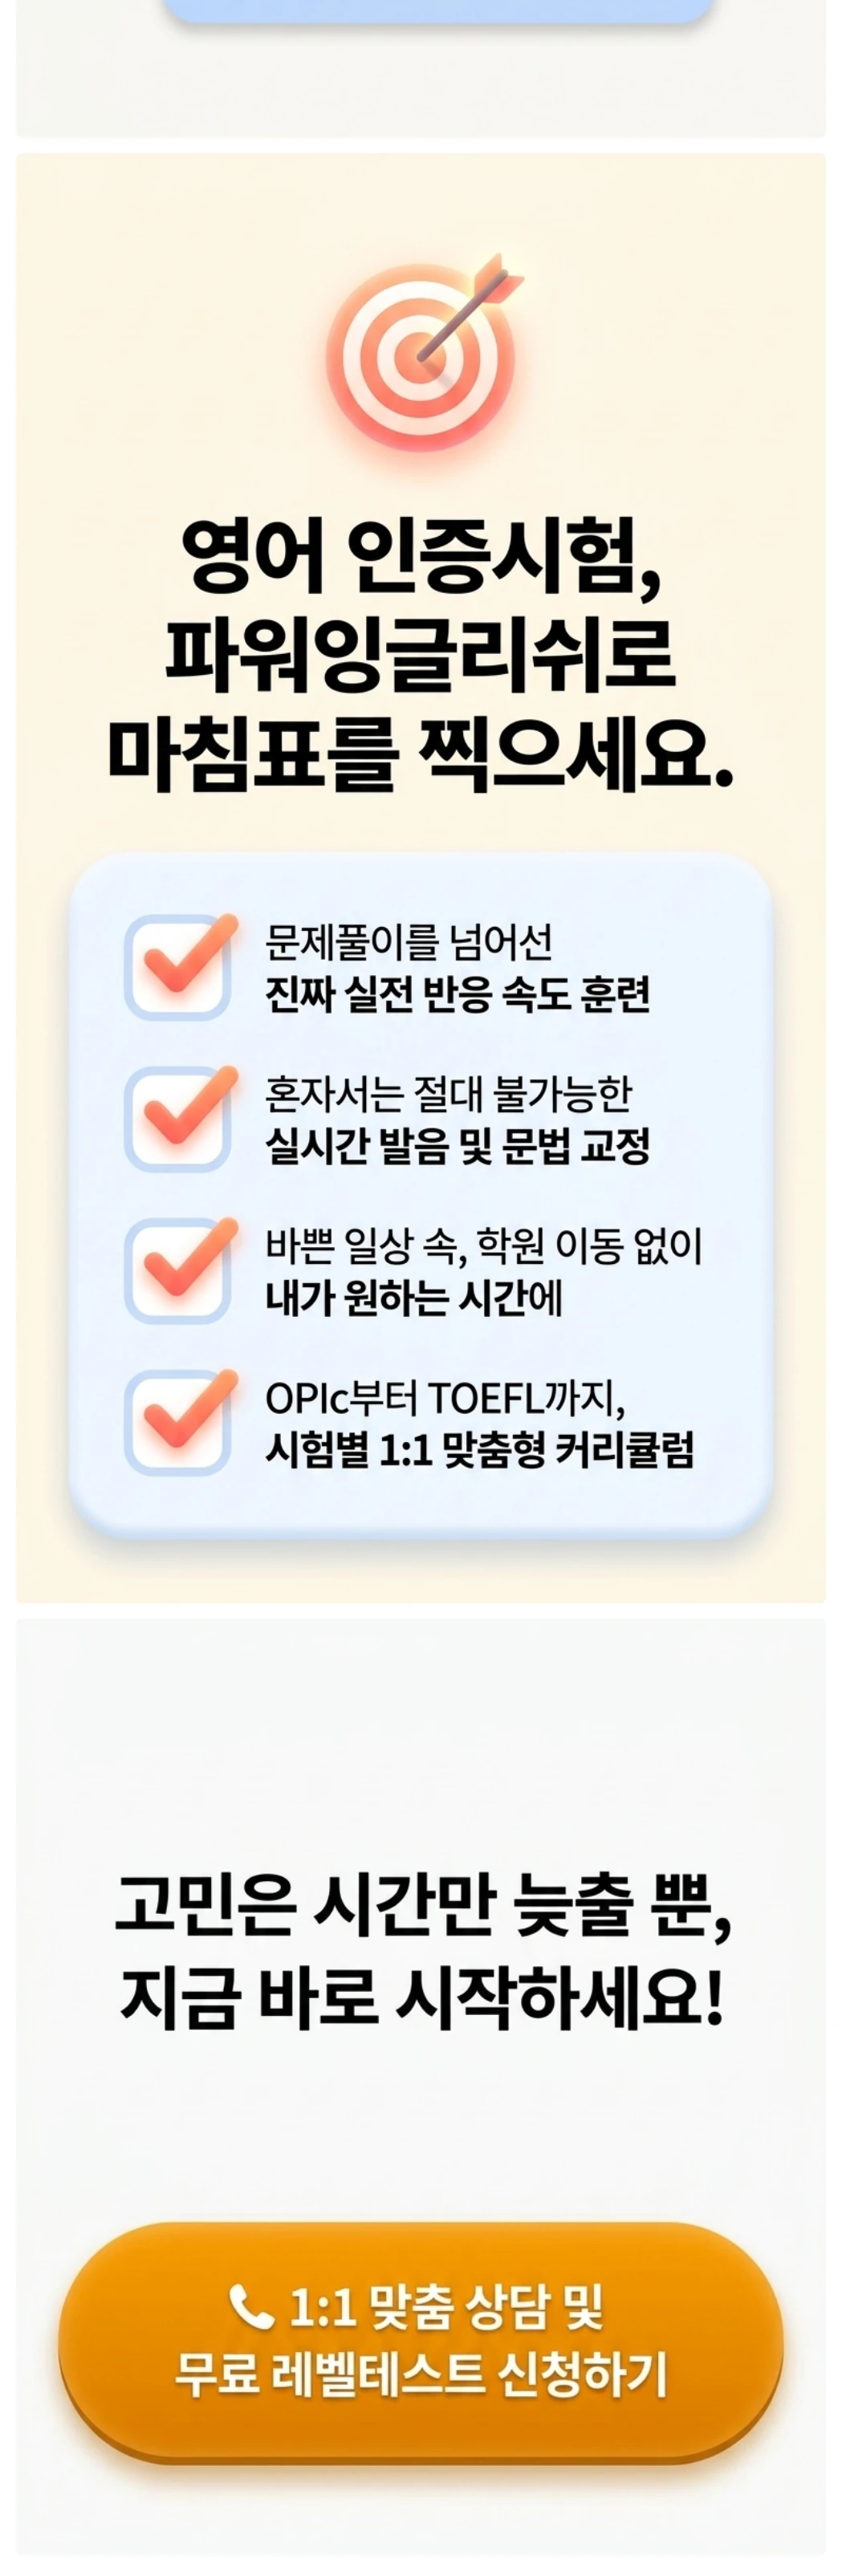 영어 인증시험,
파워잉글리쉬로
마침표를 찍으세요.
문제풀이를 넘어선
진짜 실전 반응 속도 훈련
혼자서는 절대 불가능한
실시간 발음 및 문법 교정
바쁜 일상 속, 학원 이동 없이
내가 원하는 시간에
OPIc부터 TOEFL까지,
시험별 1:1 맞춤형 커리큘럼
고민은 시간만 늦출 뿐,
지금 바로 시작하세요!
1:1 맞춤 상담 및
무료 레벨테스트 신청하기